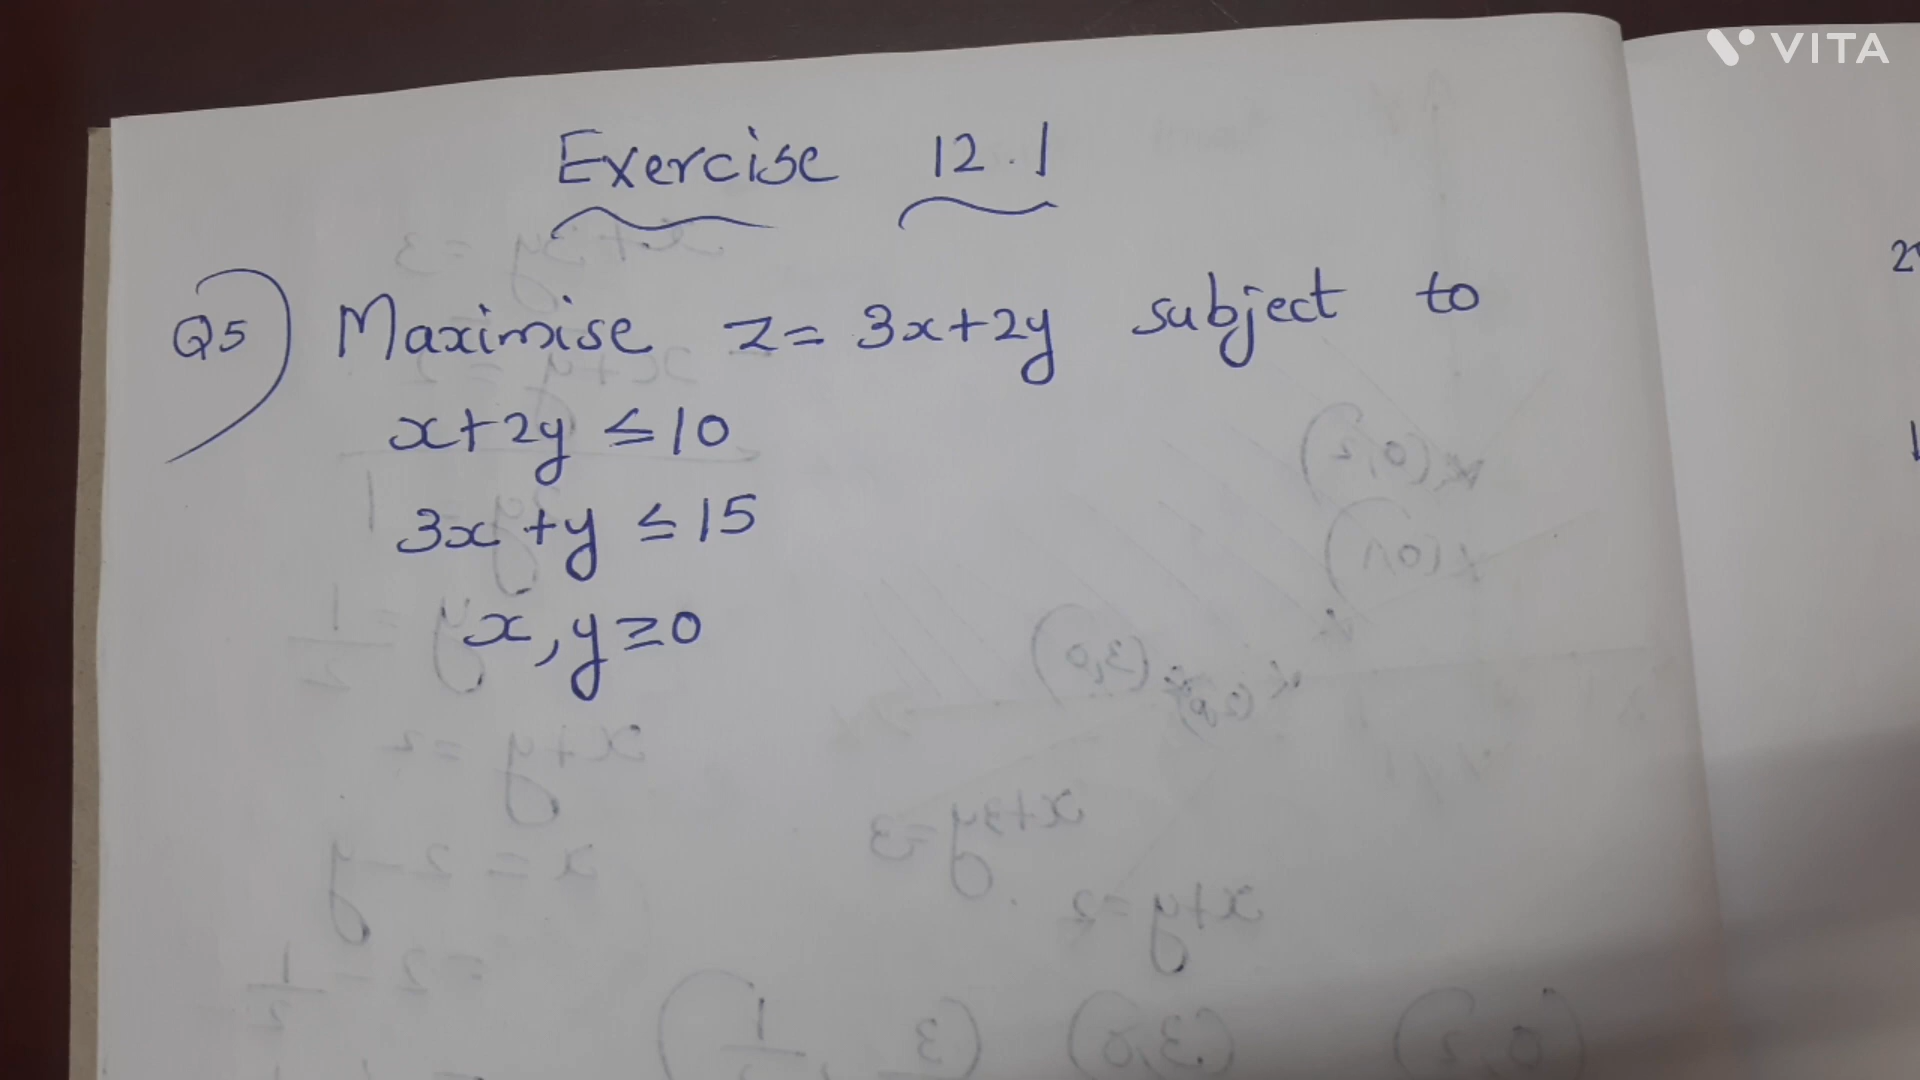 VITA
Exercise 12.1
Q5) Maximise z = 3x+2y subject to
x+2y ≤ 10
3x+y ≤ 15
x, y ≥ 0